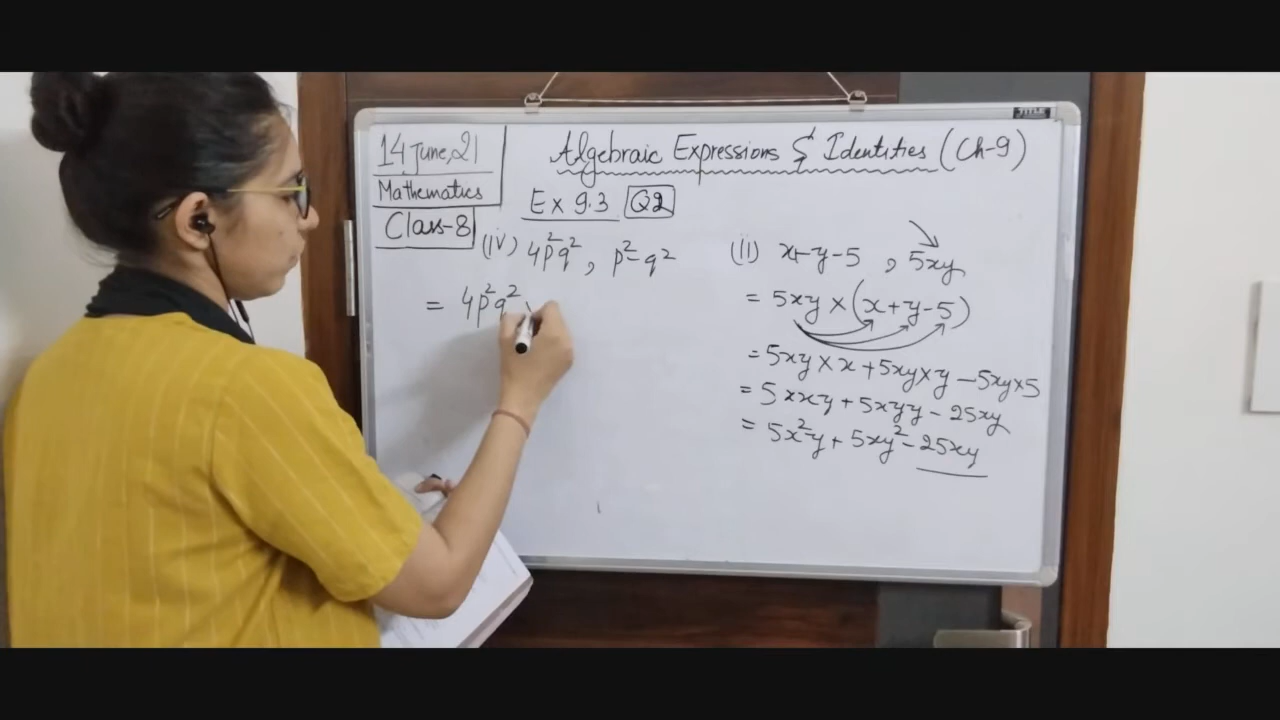 14 June, 21
Mathematics
Class-8
Algebraic Expressions & Identities (Ch-9)
Ex 9.3 Q2
(iv) 4p²q², p²-q²
= 4p²q²
(ii) x+y-5, 5xy
= 5xy × (x+y-5)
= 5xy × x + 5xy × y - 5xy × 5
= 5xxy + 5xyy - 25xy
= 5x²y + 5xy² - 25xy